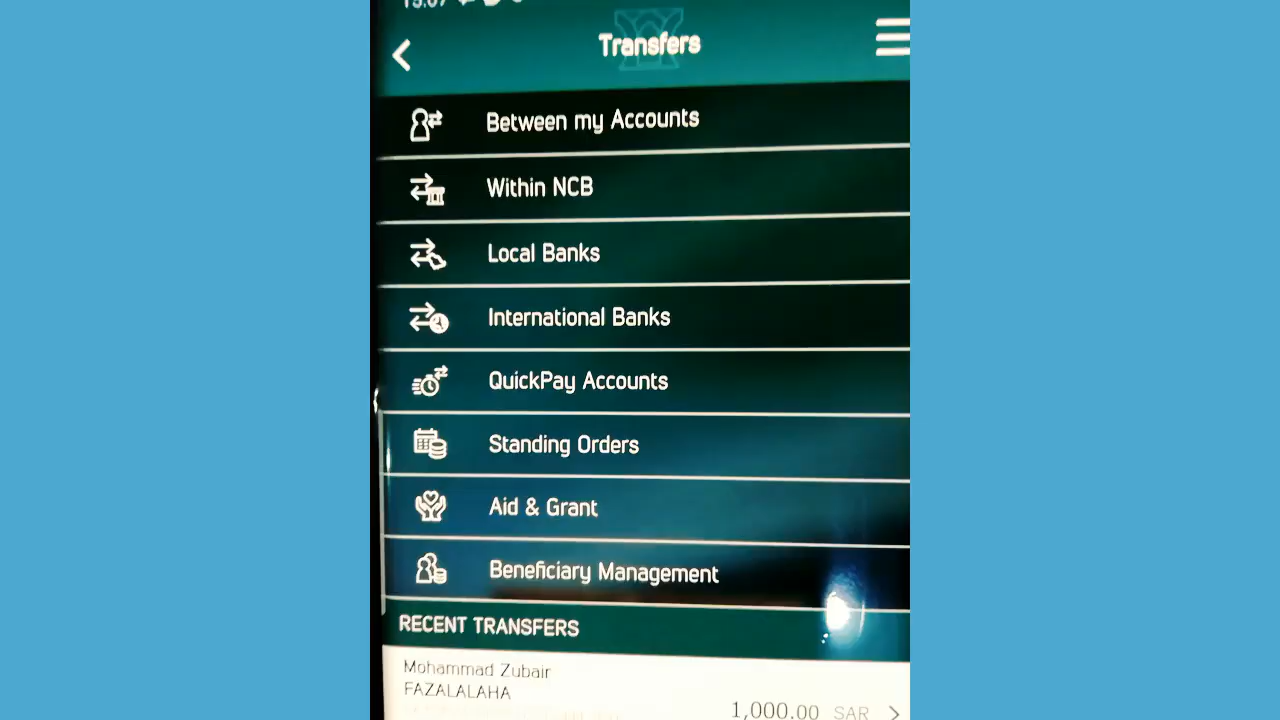 Transfers
Between my Accounts
Within NCB
Local Banks
International Banks
QuickPay Accounts
Standing Orders
Aid & Grant
Beneficiary Management
RECENT TRANSFERS
Mohammad Zubair
FAZALALAHA
1,000.00 SAR